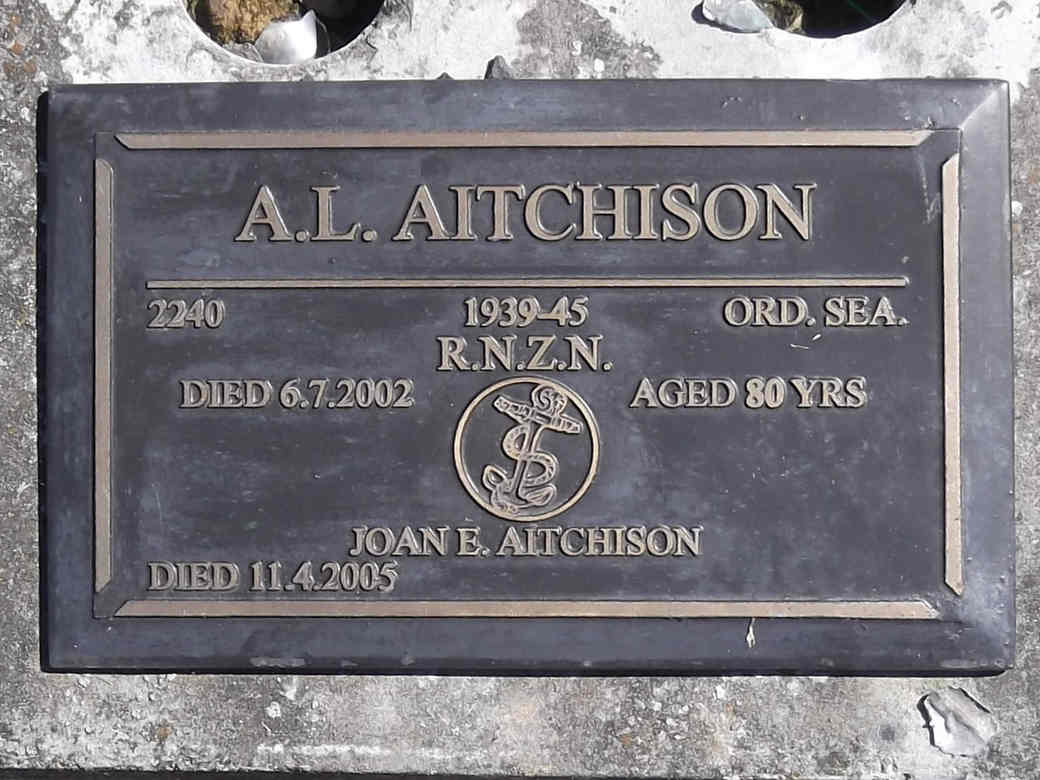 A.L. AITCHISON
2240 1939-45 ORD. SEA.
R.N.Z.N.
DIED 6.7.2002 AGED 80 YRS
JOAN E. AITCHISON
DIED 11.4.2005